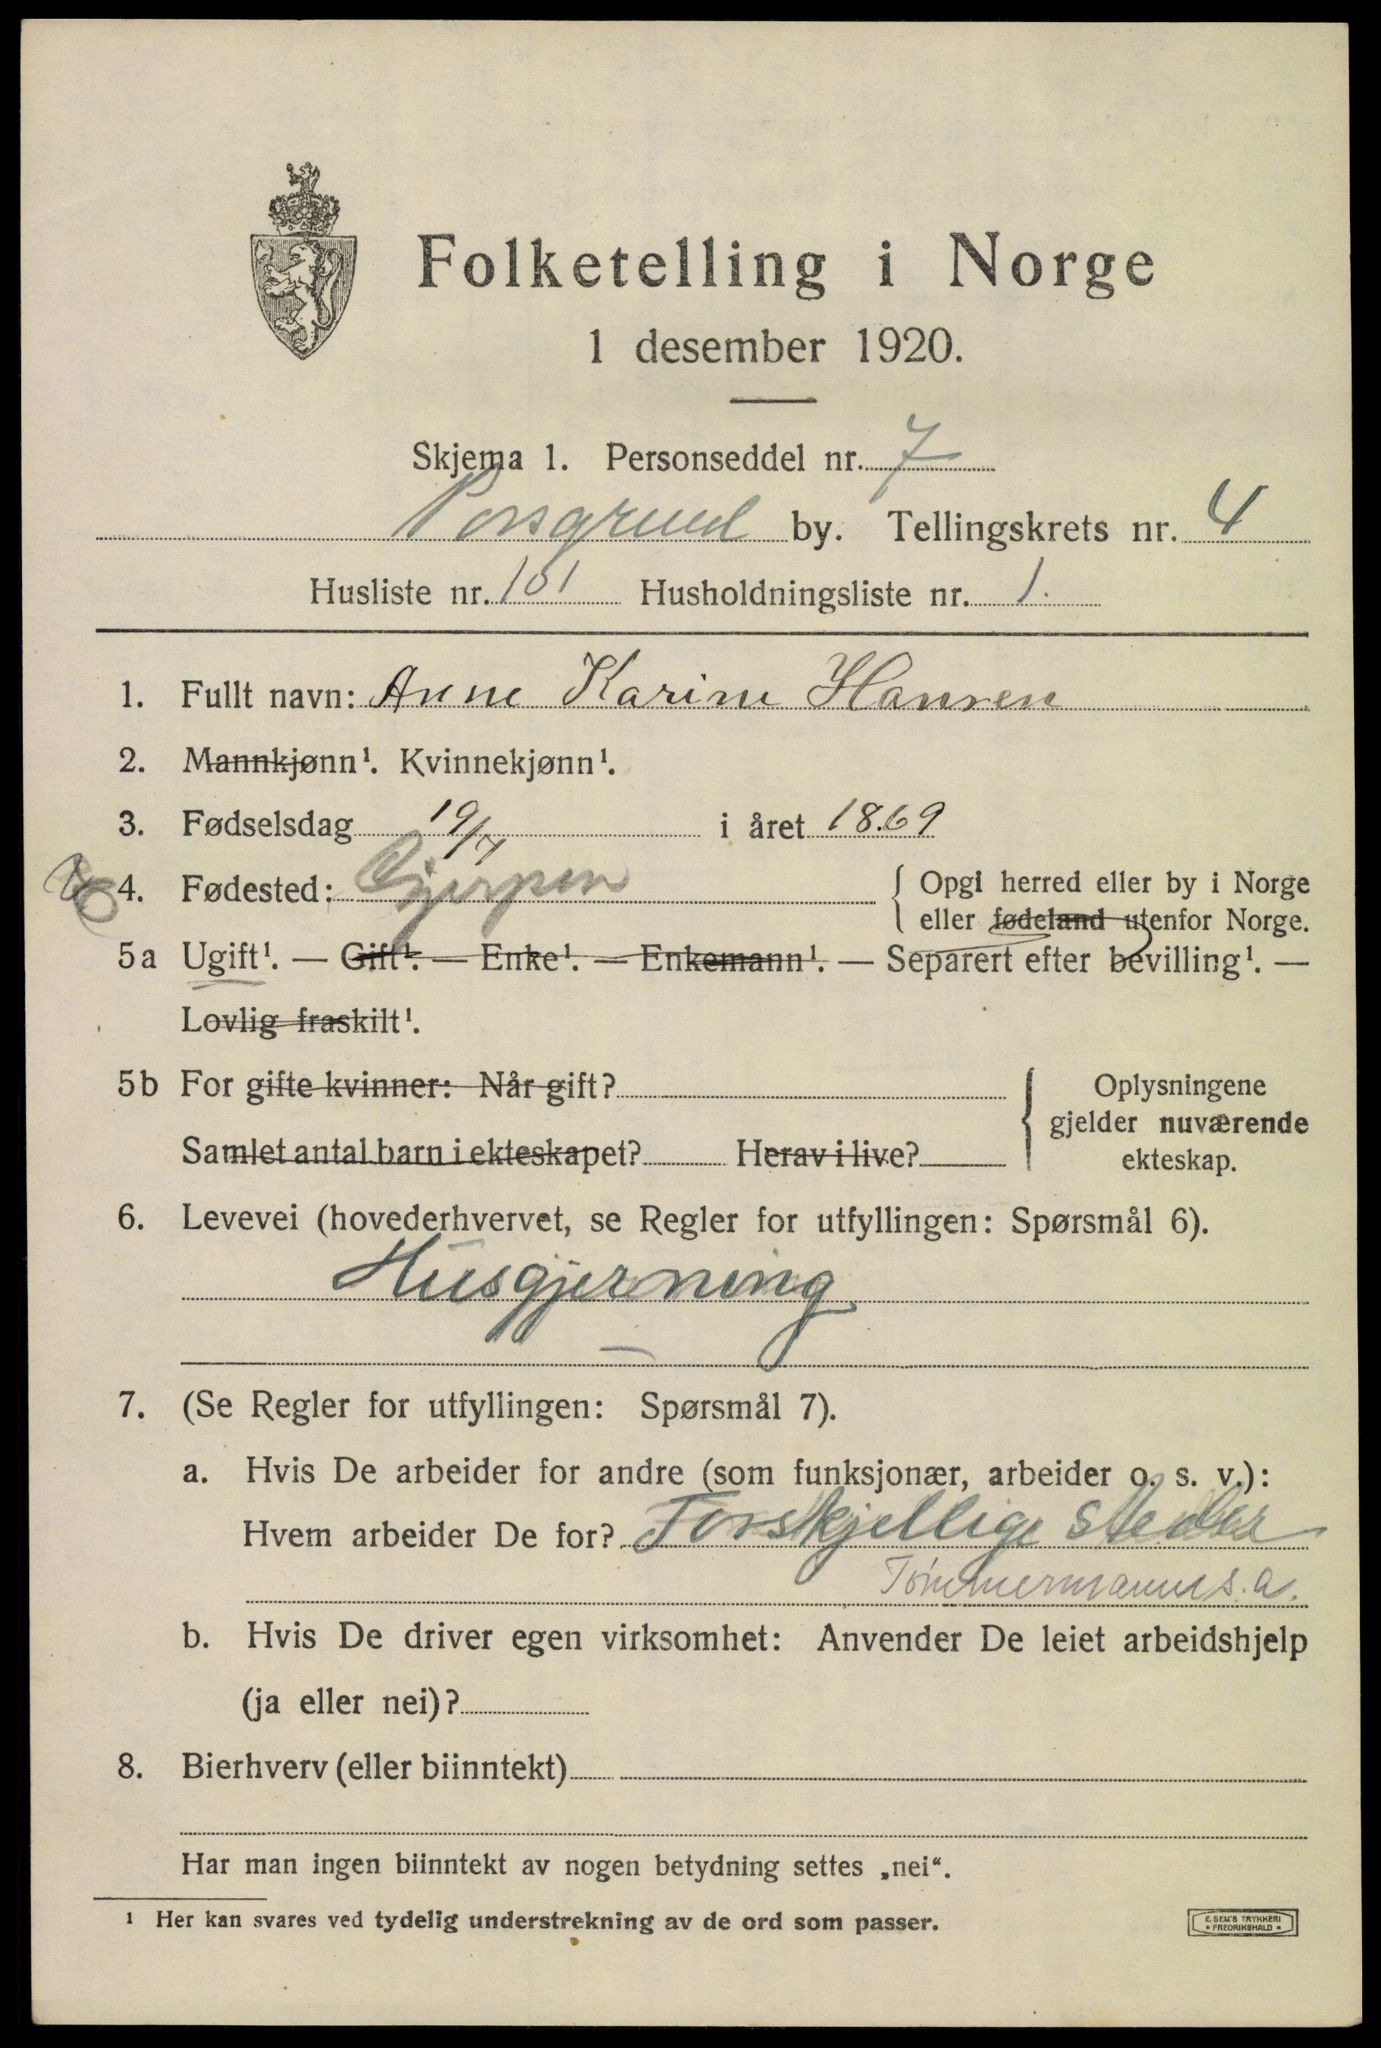 Folketelling i Norge
1 desember 1920.
Skjema 1. Personseddel nr. 7
Porsgrund by. Tellingskrets nr. 4
Husliste nr. 101 Husholdningsliste nr. 1.
1. Fullt navn: Anne Karine Hansen
2. Mannkjønn¹. Kvinnekjønn¹.
3. Fødselsdag 19/7 i året 1869
4. Fødested: Gjerpen { Opgi herred eller by i Norge
eller fødeland utenfor Norge.
5a Ugift¹. — Gift¹. — Enke¹. — Enkemann¹. — Separert efter bevilling¹. —
Lovlig fraskilt¹.
5b For gifte kvinner: Når gift? { Oplysningene
gjelder nuværende
Samlet antal barn i ekteskapet? Herav i live? ekteskap.
6. Levevei (hovederhvervet, se Regler for utfyllingen: Spørsmål 6).
Husgjerning
7. (Se Regler for utfyllingen: Spørsmål 7).
a. Hvis De arbeider for andre (som funksjonær, arbeider o. s. v.):
Hvem arbeider De for? Forskjellige steder
Tømmermanns.a.
b. Hvis De driver egen virksomhet: Anvender De leiet arbeidshjelp
(ja eller nei)?
8. Bierhverv (eller biinntekt)
Har man ingen biinntekt av nogen betydning settes „nei“.
¹ Her kan svares ved tydelig understrekning av de ord som passer.
E. SEM'S TRYKKERI
• FREDRIKSHALD •